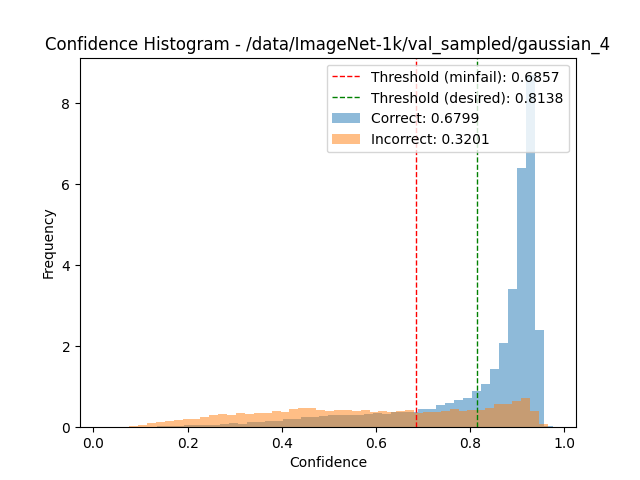 Confidence Histogram - /data/ImageNet-1k/val_sampled/gaussian_4
Threshold (minfail): 0.6857
Threshold (desired): 0.8138
Correct: 0.6799
Incorrect: 0.3201
Frequency
8
6
4
2
0
0.0 0.2 0.4 0.6 0.8 1.0
Confidence